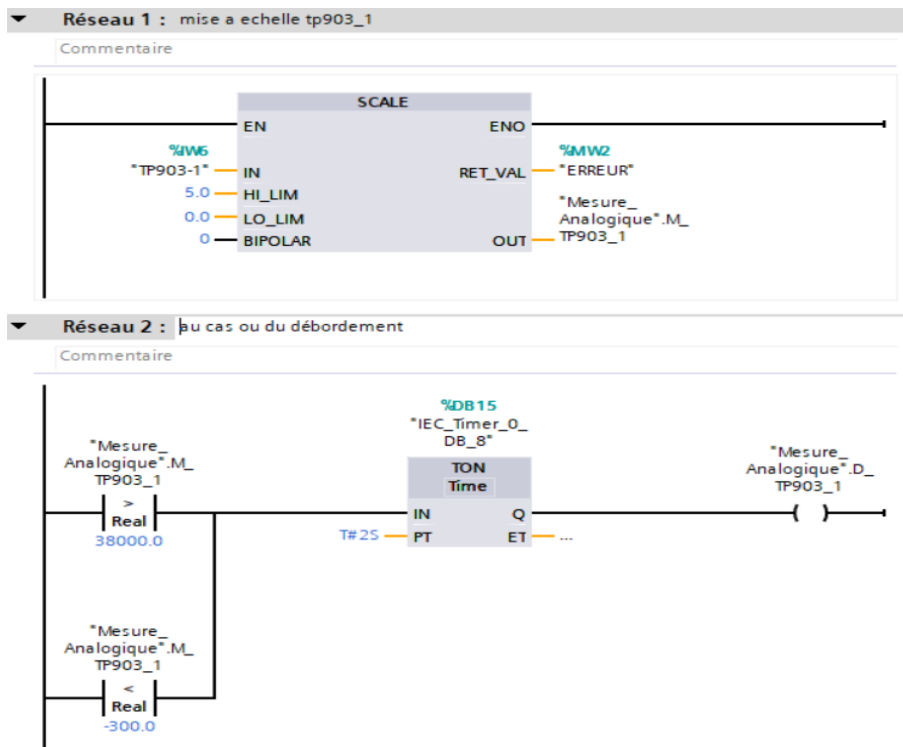 Réseau 1 : mise a echelle tp903_1
Commentaire
SCALE
EN
ENO
%IW6
"TP903-1"
IN
5.0
HI_LIM
0.0
LO_LIM
0
BIPOLAR
%MW2
RET_VAL
"ERREUR"
"Mesure_
Analogique".M_
OUT
TP903_1
Réseau 2 : au cas ou du débordement
Commentaire
%DB15
"IEC_Timer_0_
DB_8"
TON
Time
"Mesure_
Analogique".M_
TP903_1
>
Real
38000.0
IN
Q
T#2S
PT
ET
...
"Mesure_
Analogique".D_
TP903_1
( )
"Mesure_
Analogique".M_
TP903_1
<
Real
-300.0